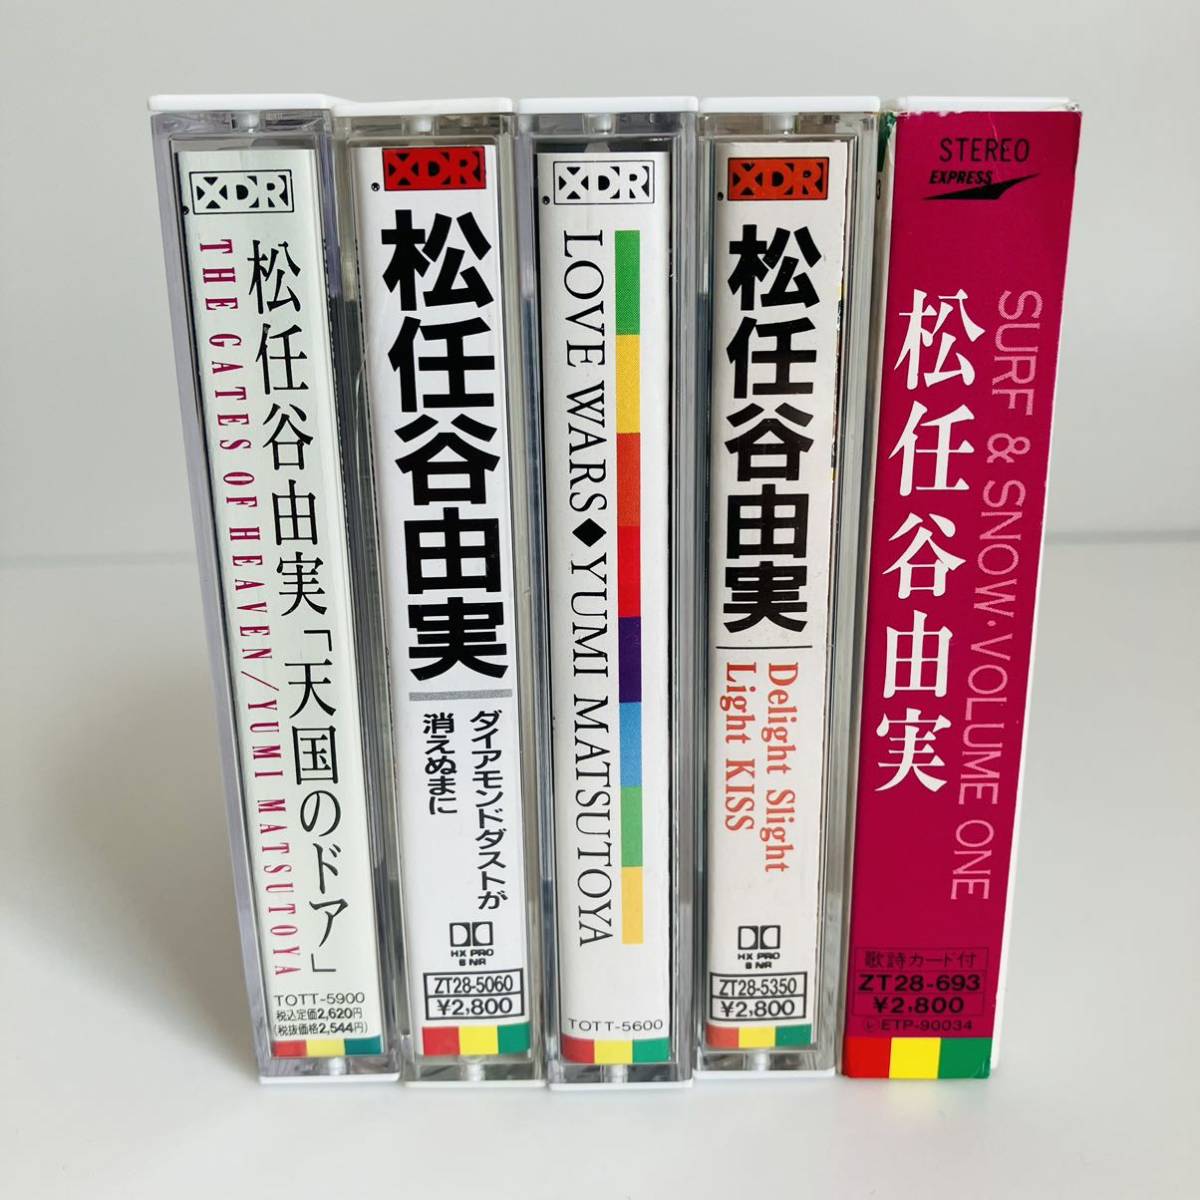 XDR
松任谷由実「天国のドア」
THE GATES OF HEAVEN/YUMI MATSUTOYA
TOTT-5900
税込定価2,620円
(税抜価格2,544円)
XDR
®
松任谷由実
ダイアモンドダストが
消えぬまに
HX PRO
B NR
ZT28-5060
¥2,800
XDR
®
LOVE WARS◆YUMI MATSUTOYA
TOTT-5600
XDR
®
松任谷由実
Delight Slight
Light KISS
HX PRO
B NR
ZT28-5350
¥2,800
STEREO
EXPRESS
SURF & SNOW・VOLUME ONE
松任谷由実
歌詩カード付
ZT28-693
¥2,800
ⓁETP-90034